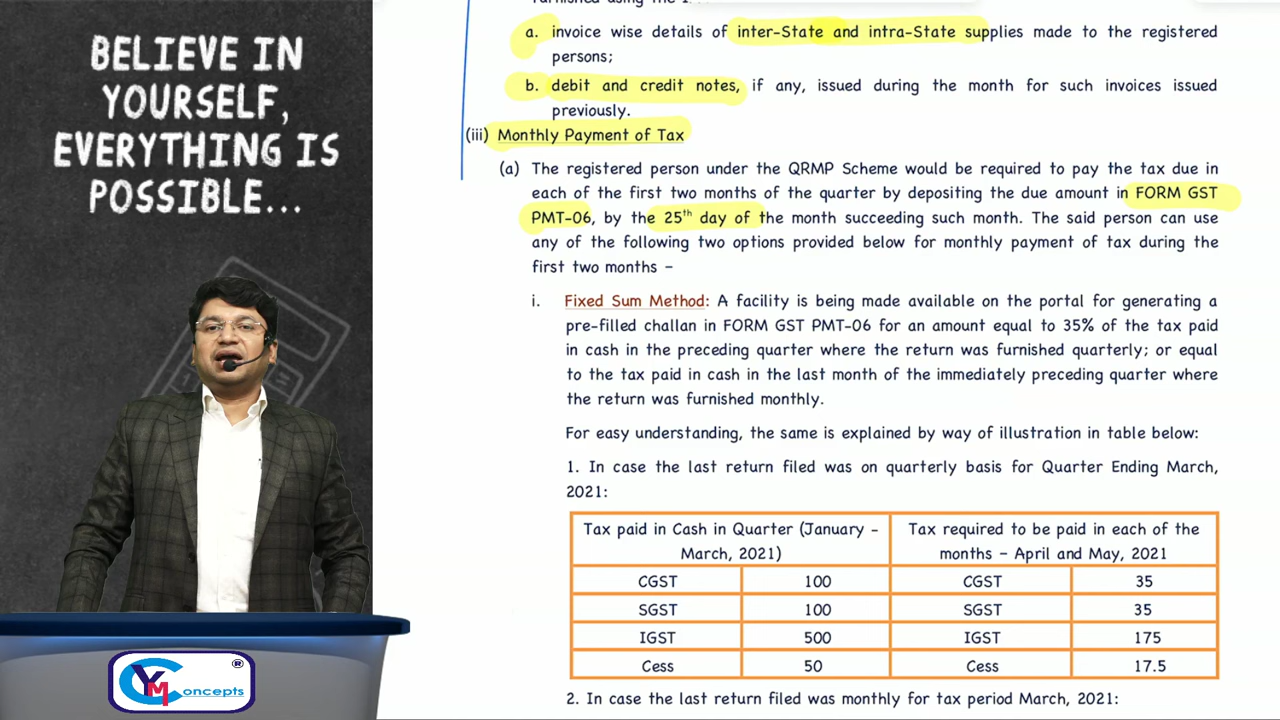 BELIEVE IN
YOURSELF,
EVERYTHING IS
POSSIBLE...
a. invoice wise details of inter-State and intra-State supplies made to the registered
persons;
b. debit and credit notes, if any, issued during the month for such invoices issued
previously.
(iii) Monthly Payment of Tax
(a) The registered person under the QRMP Scheme would be required to pay the tax due in
each of the first two months of the quarter by depositing the due amount in FORM GST
PMT-06, by the 25th day of the month succeeding such month. The said person can use
any of the following two options provided below for monthly payment of tax during the
first two months –
i. Fixed Sum Method: A facility is being made available on the portal for generating a
pre-filled challan in FORM GST PMT-06 for an amount equal to 35% of the tax paid
in cash in the preceding quarter where the return was furnished quarterly; or equal
to the tax paid in cash in the last month of the immediately preceding quarter where
the return was furnished monthly.
For easy understanding, the same is explained by way of illustration in table below:
1. In case the last return filed was on quarterly basis for Quarter Ending March,
2021:
Tax paid in Cash in Quarter (January – March, 2021) Tax required to be paid in each of the months – April and May, 2021
CGST 100 CGST 35
SGST 100 SGST 35
IGST 500 IGST 175
Cess 50 Cess 17.5
2. In case the last return filed was monthly for tax period March, 2021:
YMConcepts ®